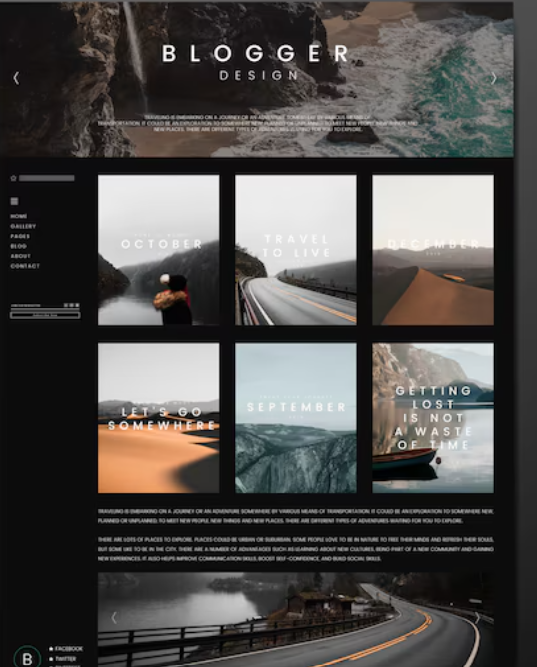 BLOGGER
DESIGN
TRAVELING IS EMBARKING ON A JOURNEY OR AN ADVENTURE SOMEWHERE BY VARIOUS MEANS OF
TRANSPORTATION. IT COULD BE AN EXPLORATION TO SOMEWHERE NEW, PLANNED OR UNPLANNED, TO MEET NEW PEOPLE, NEW THINGS AND
NEW PLACES. THERE ARE DIFFERENT TYPES OF ADVENTURES WAITING FOR YOU TO EXPLORE.
HOME
GALLERY
PAGES
BLOG
ABOUT
CONTACT
OCTOBER
TRAVEL
TO LIVE
DECEMBER
LET'S GO
SOMEWHERE
SEPTEMBER
GETTING
LOST
IS NOT
A WASTE
OF TIME
TRAVELING IS EMBARKING ON A JOURNEY OR AN ADVENTURE SOMEWHERE BY VARIOUS MEANS OF TRANSPORTATION. IT COULD BE AN EXPLORATION TO SOMEWHERE NEW,
PLANNED OR UNPLANNED, TO MEET NEW PEOPLE, NEW THINGS AND NEW PLACES. THERE ARE DIFFERENT TYPES OF ADVENTURES WAITING FOR YOU TO EXPLORE.
THERE ARE LOTS OF PLACES TO EXPLORE. PLACES COULD BE URBAN OR SUBURBAN. SOME PEOPLE LOVE TO BE IN NATURE TO FREE THEIR MINDS AND REFRESH THEIR SOULS,
BUT SOME LIKE TO BE IN THE CITY. THERE ARE A NUMBER OF ADVANTAGES SUCH AS LEARNING ABOUT NEW CULTURES, BEING PART OF A NEW COMMUNITY AND GAINING
NEW EXPERIENCES. IT ALSO HELPS IMPROVE COMMUNICATION SKILLS, BOOST SELF-CONFIDENCE, AND BUILD SOCIAL SKILLS.
B
FACEBOOK
TWITTER